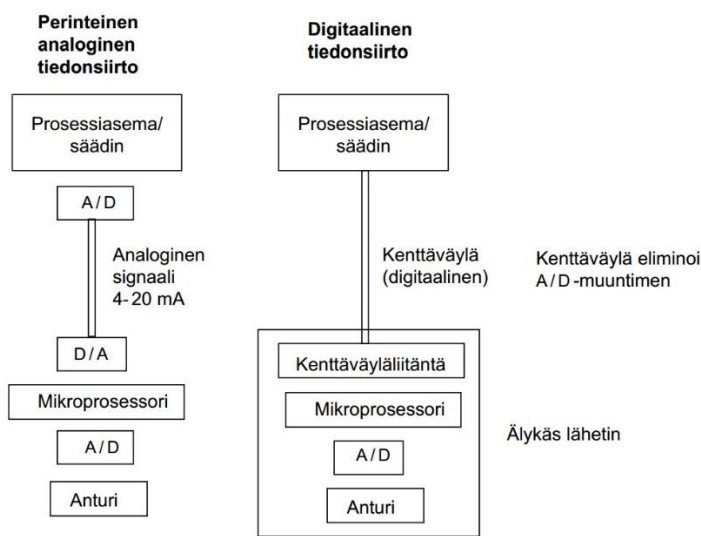 Perinteinen
analoginen
tiedonsiirto
Prosessiasema/
säädin
A/D
Analoginen
signaali
4-20 mA
D/A
Mikroprosessori
A/D
Anturi
Digitaalinen
tiedonsiirto
Prosessiasema/
säädin
Kenttäväylä
(digitaalinen)
Kenttäväyläliitäntä
Mikroprosessori
A/D
Anturi
Kenttäväylä eliminoi
A/D-muuntimen
Älykäs lähetin